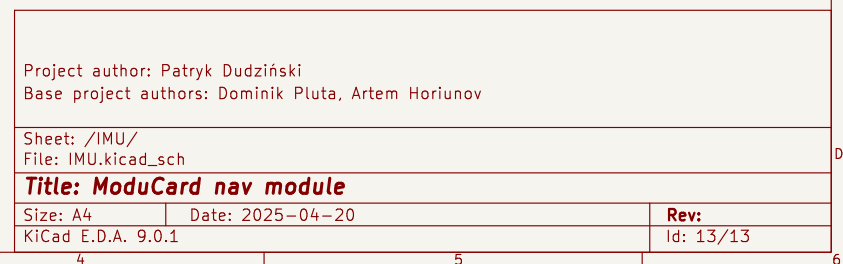 Project author: Patryk Dudziński
Base project authors: Dominik Pluta, Artem Horiunov
Sheet: /IMU/
File: IMU.kicad_sch
Title: ModuCard nav module
Size: A4 Date: 2025-04-20 Rev:
KiCad E.D.A. 9.0.1 Id: 13/13
D
4 5 6